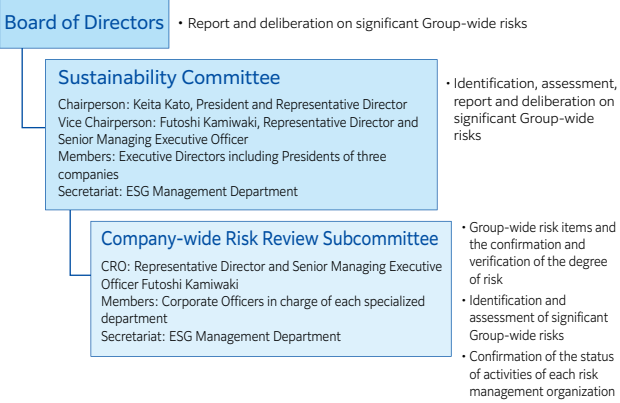 Board of Directors
• Report and deliberation on significant Group-wide risks
Sustainability Committee
Chairperson: Keita Kato, President and Representative Director
Vice Chairperson: Futoshi Kamiwaki, Representative Director and
Senior Managing Executive Officer
Members: Executive Directors including Presidents of three
companies
Secretariat: ESG Management Department
• Identification, assessment,
report and deliberation on
significant Group-wide
risks
Company-wide Risk Review Subcommittee
CRO: Representative Director and Senior Managing Executive
Officer Futoshi Kamiwaki
Members: Corporate Officers in charge of each specialized
department
Secretariat: ESG Management Department
• Group-wide risk items and
the confirmation and
verification of the degree
of risk
• Identification and
assessment of significant
Group-wide risks
• Confirmation of the status
of activities of each risk
management organization